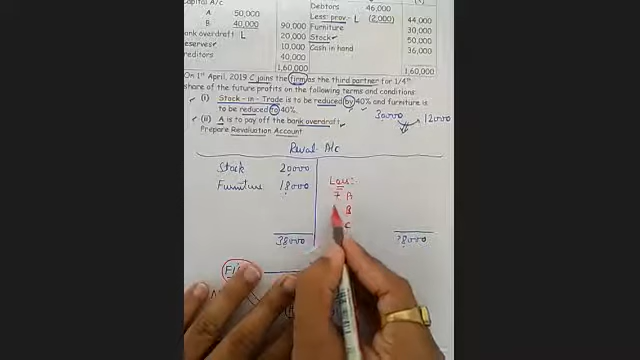 Capital A/c
A 50,000
B 40,000 90,000
Bank overdraft L 20,000
Reserves 10,000
Creditors 40,000
1,60,000
Debtors 46,000
Less: prov- L (2,000) 44,000
Furniture 30,000
Stock 50,000
Cash in hand 36,000
1,60,000
On 1st April, 2019 C joins the firm as the third partner for 1/4th
share of the future profits on the following terms and conditions:
(i) Stock - in - Trade is to be reduced by 40% and furniture is
to be reduced to 40%.
30000 12000
(ii) A is to pay off the bank overdraft
Prepare Revaluation Account
Reval- A/c
Stock 20000
Furniture 18000
Loss:-
A
B
C
38000 38000